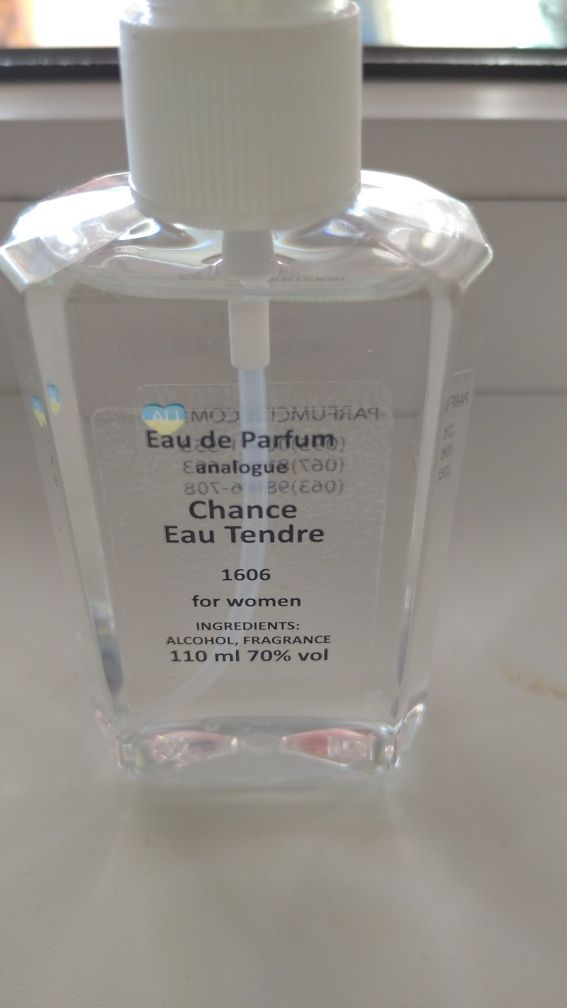 Eau de Parfum
analogue
Chance
Eau Tendre
1606
for women
INGREDIENTS:
ALCOHOL, FRAGRANCE
110 ml 70% vol